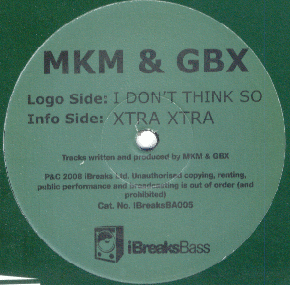 MKM & GBX
Logo Side: I DON'T THINK SO
Info Side: XTRA XTRA
Tracks written and produced by MKM & GBX
P&C 2008 iBreaks Ltd. Unauthorised copying, renting,
public performance and broadcasting is out of order (and
prohibited)
Cat. No. iBreaksBA005
iBreaksBass